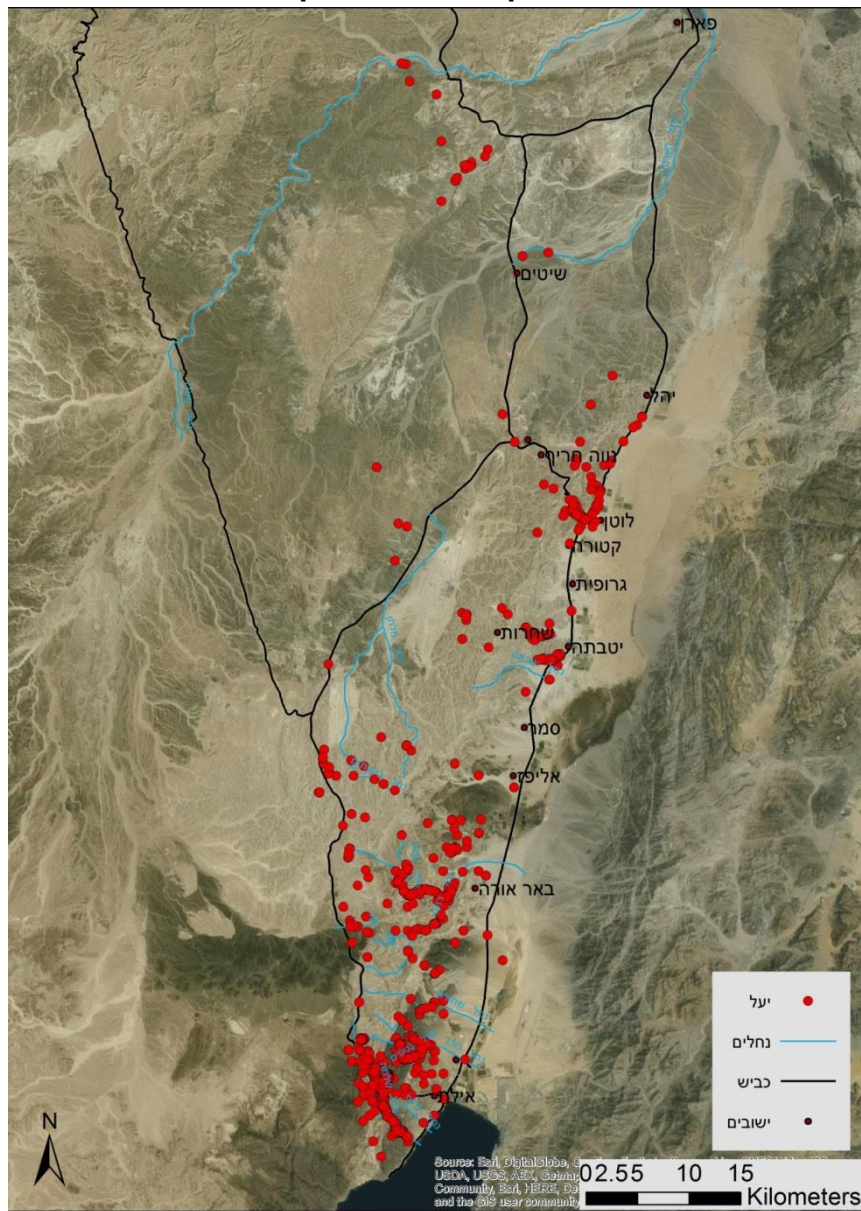 פארן
שיטים
יהל
נווה חריף
לוטן
קטורה
גרופית
שחרות
יטבתה
סמר
אליפז
באר אורה
אילת
יעל
נחלים
כביש
ישובים
N
Source: Esri, DigitalGlobe,
USDA, USGS, AEX, Getmap
Community, Esri, HERE, De
and the GIS user community
0 2.5 5 10 15
Kilometers